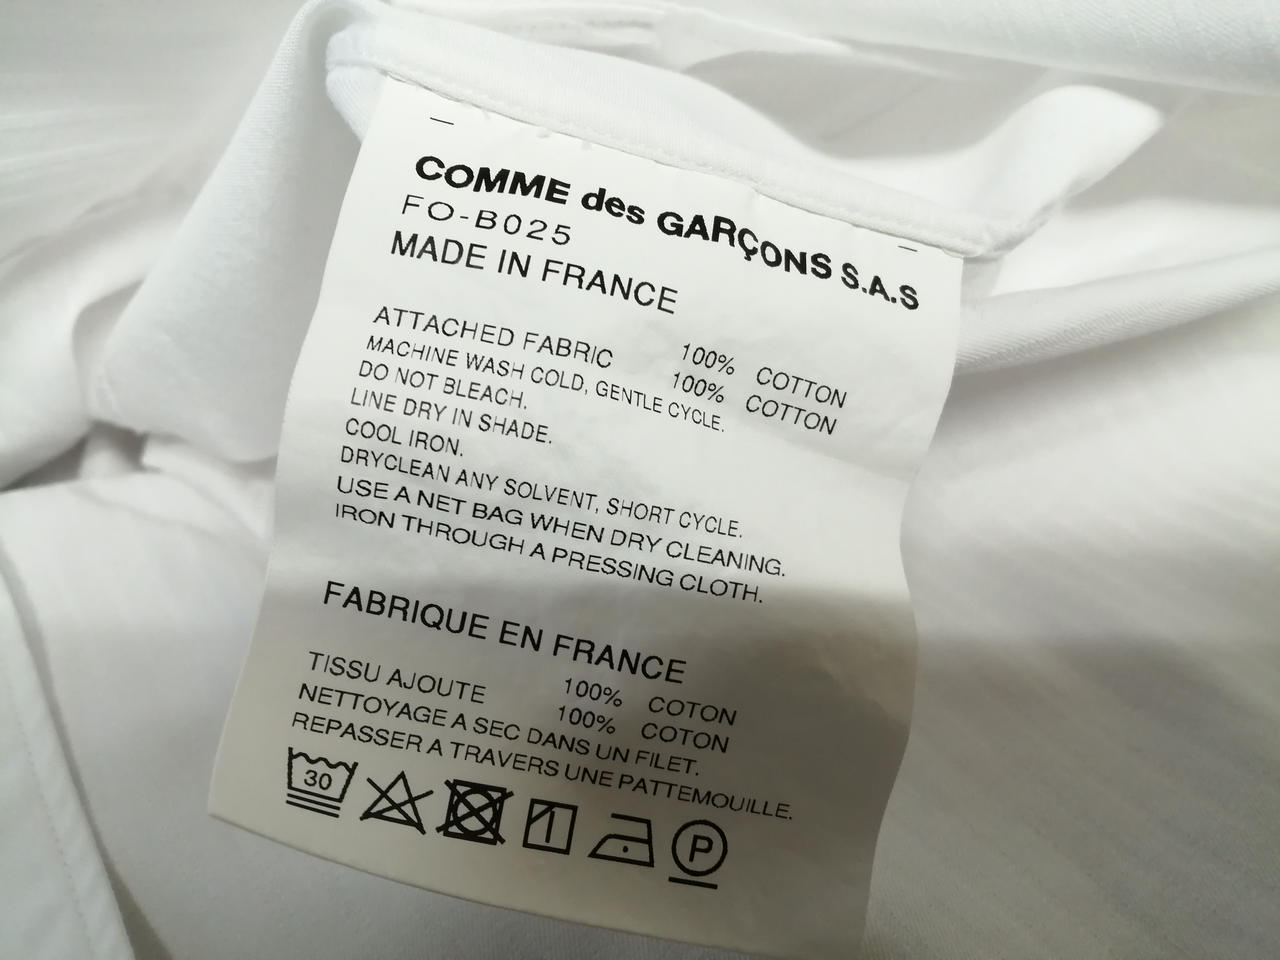 COMME des GARÇONS S.A.S
FO-B025
MADE IN FRANCE
100% COTTON
ATTACHED FABRIC 100% COTTON
MACHINE WASH COLD, GENTLE CYCLE.
DO NOT BLEACH.
LINE DRY IN SHADE.
COOL IRON.
DRYCLEAN ANY SOLVENT, SHORT CYCLE.
USE A NET BAG WHEN DRY CLEANING.
IRON THROUGH A PRESSING CLOTH.
FABRIQUE EN FRANCE
100% COTON
TISSU AJOUTE 100% COTON
NETTOYAGE A SEC DANS UN FILET.
REPASSER A TRAVERS UNE PATTEMOUILLE.
30 P